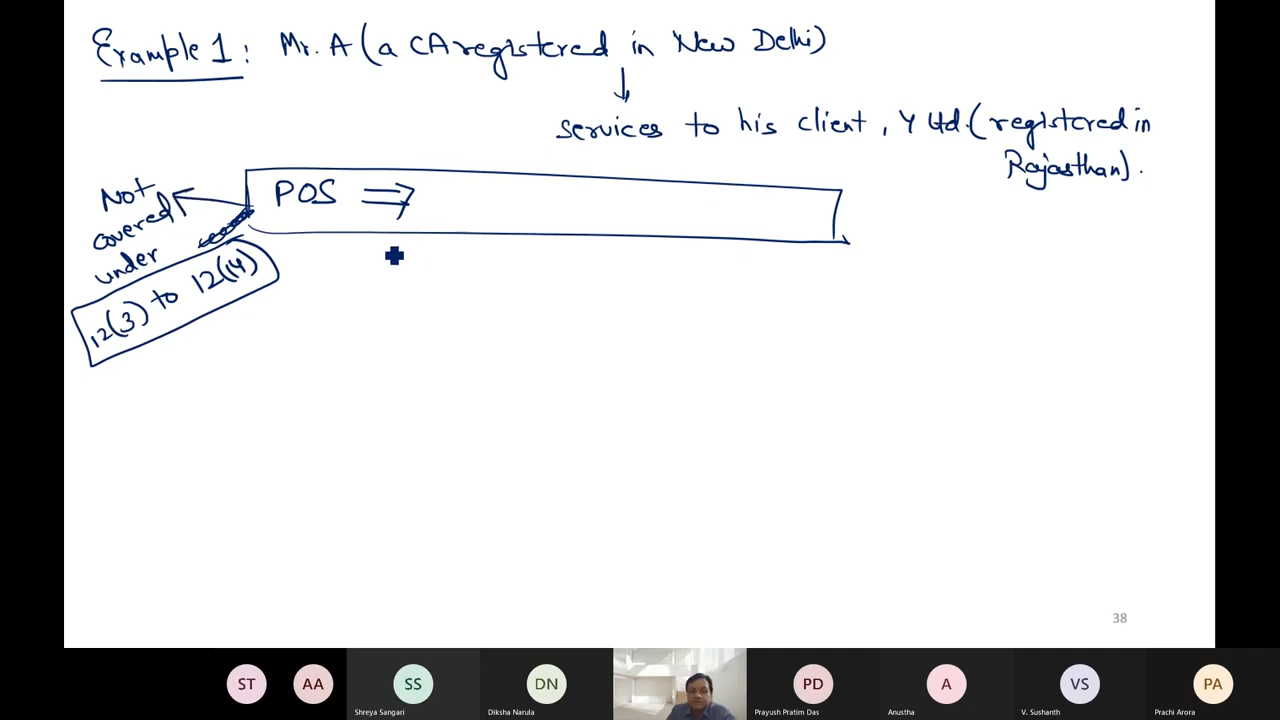 Example 1: Mr. A (a CA registered in New Delhi)
services to his client, Y Ltd. (registered in
Rajasthan).
POS ⇒
Not
covered
under
12(3) to 12(14)
38
ST
AA
SS
DN
PD
A
VS
PA
Shreya Sangari
Diksha Narula
Prayush Pratim Das
Anustha
V. Sushanth
Prachi Arora